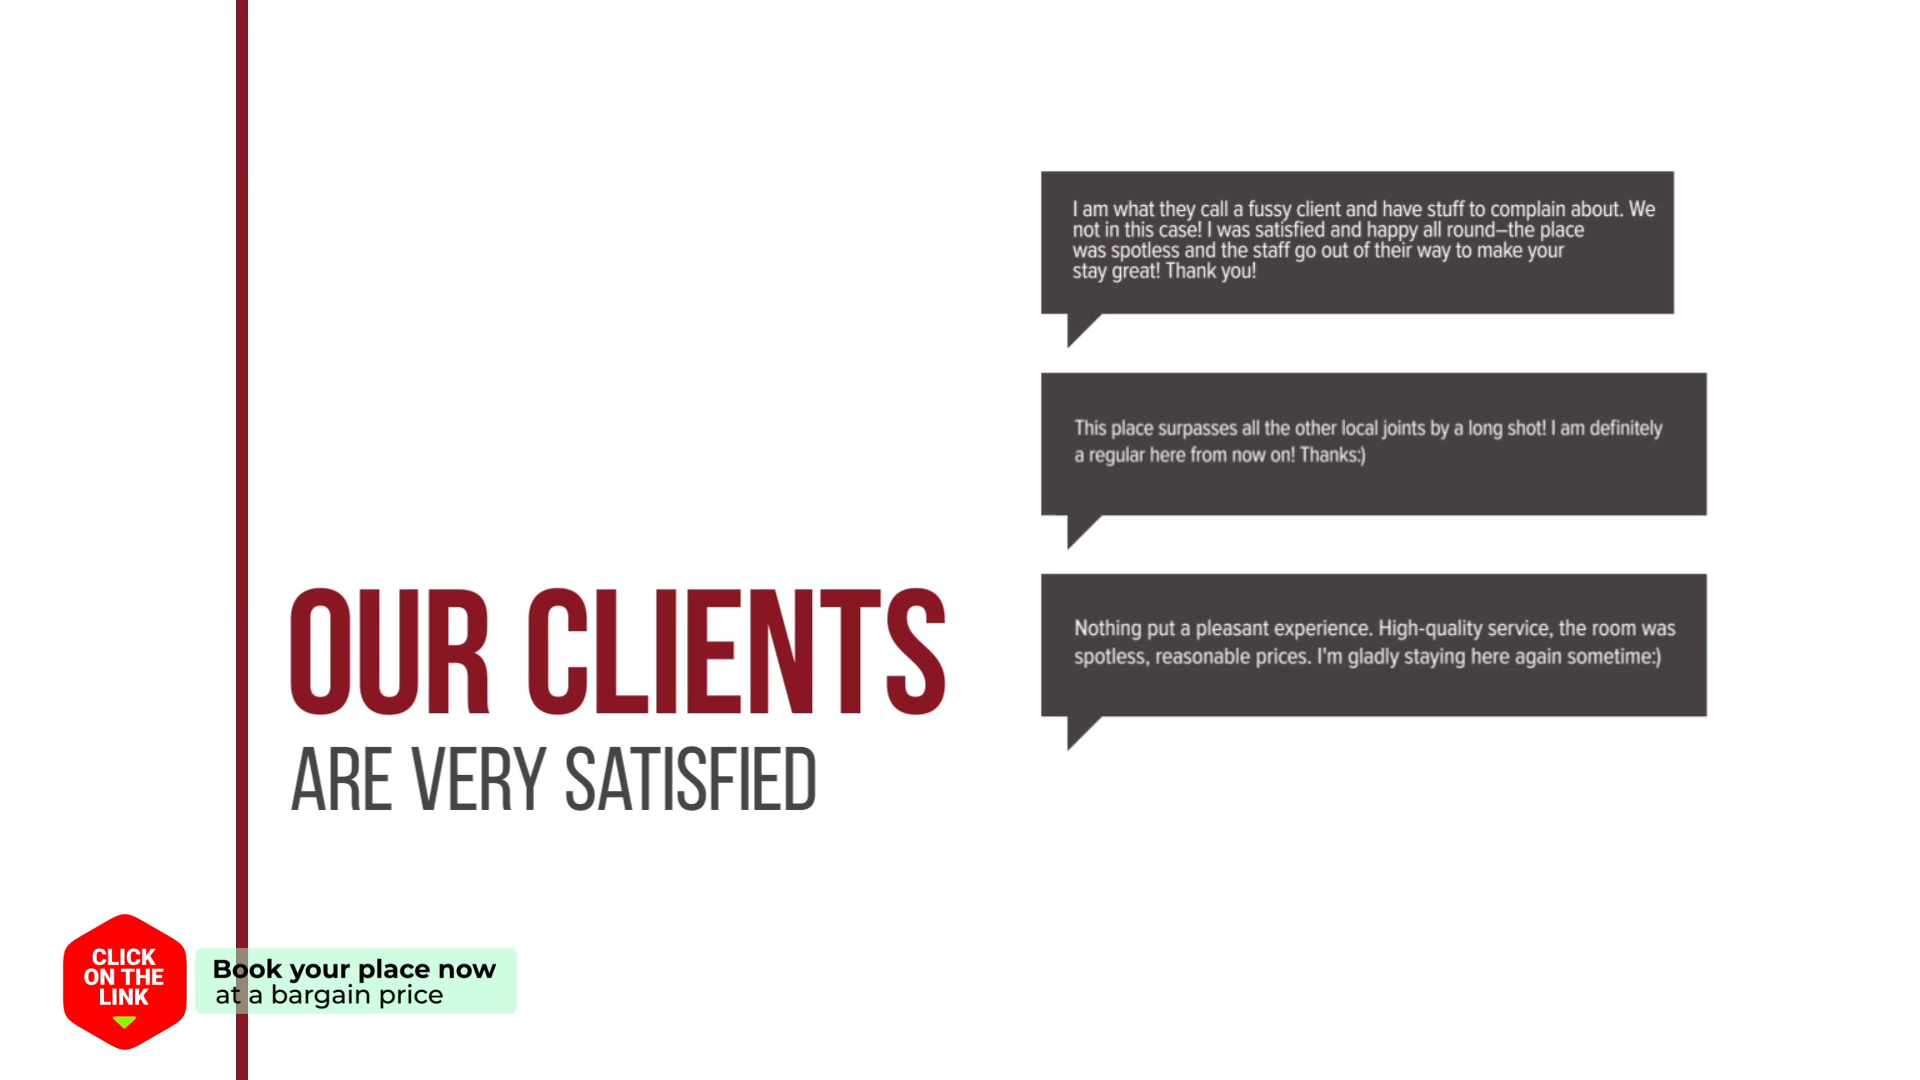 I am what they call a fussy client and have stuff to complain about. We
not in this case! I was satisfied and happy all round–the place
was spotless and the staff go out of their way to make your
stay great! Thank you!
This place surpasses all the other local joints by a long shot! I am definitely
a regular here from now on! Thanks:)
Nothing put a pleasant experience. High-quality service, the room was
spotless, reasonable prices. I'm gladly staying here again sometime:)
OUR CLIENTS
ARE VERY SATISFIED
CLICK
ON THE
LINK
Book your place now
at a bargain price